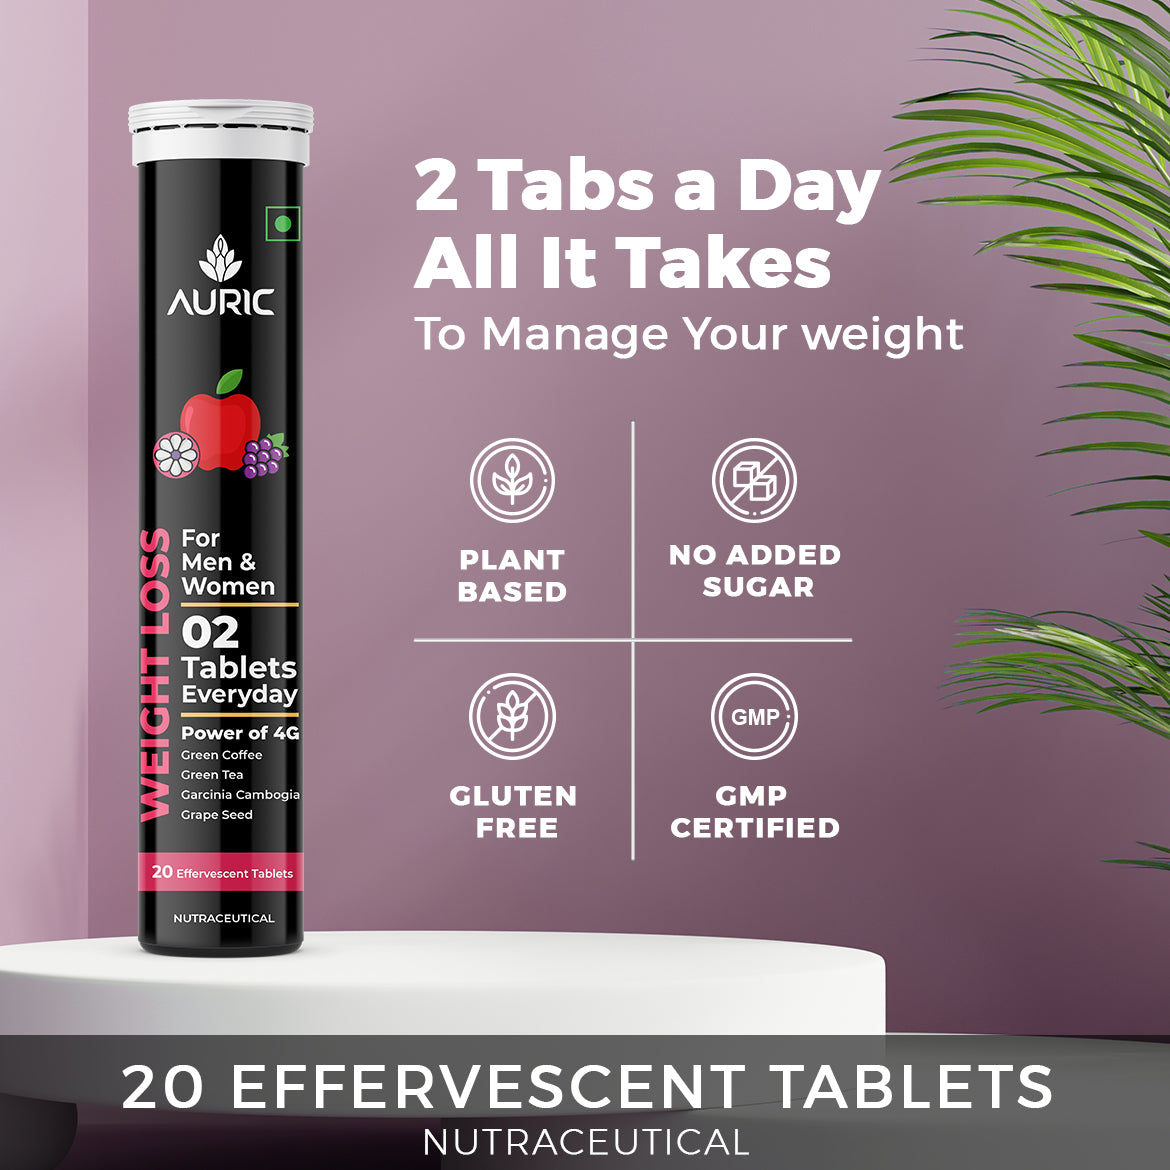 AURIC
WEIGHT LOSS
For
Men &
Women
02
Tablets
Everyday
Power of 4G
Green Coffee
Green Tea
Garcinia Cambogia
Grape Seed
20 Effervescent Tablets
NUTRACEUTICAL
2 Tabs a Day
All It Takes
To Manage Your weight
PLANT
BASED
NO ADDED
SUGAR
GLUTEN
FREE
GMP
GMP
CERTIFIED
20 EFFERVESCENT TABLETS
NUTRACEUTICAL